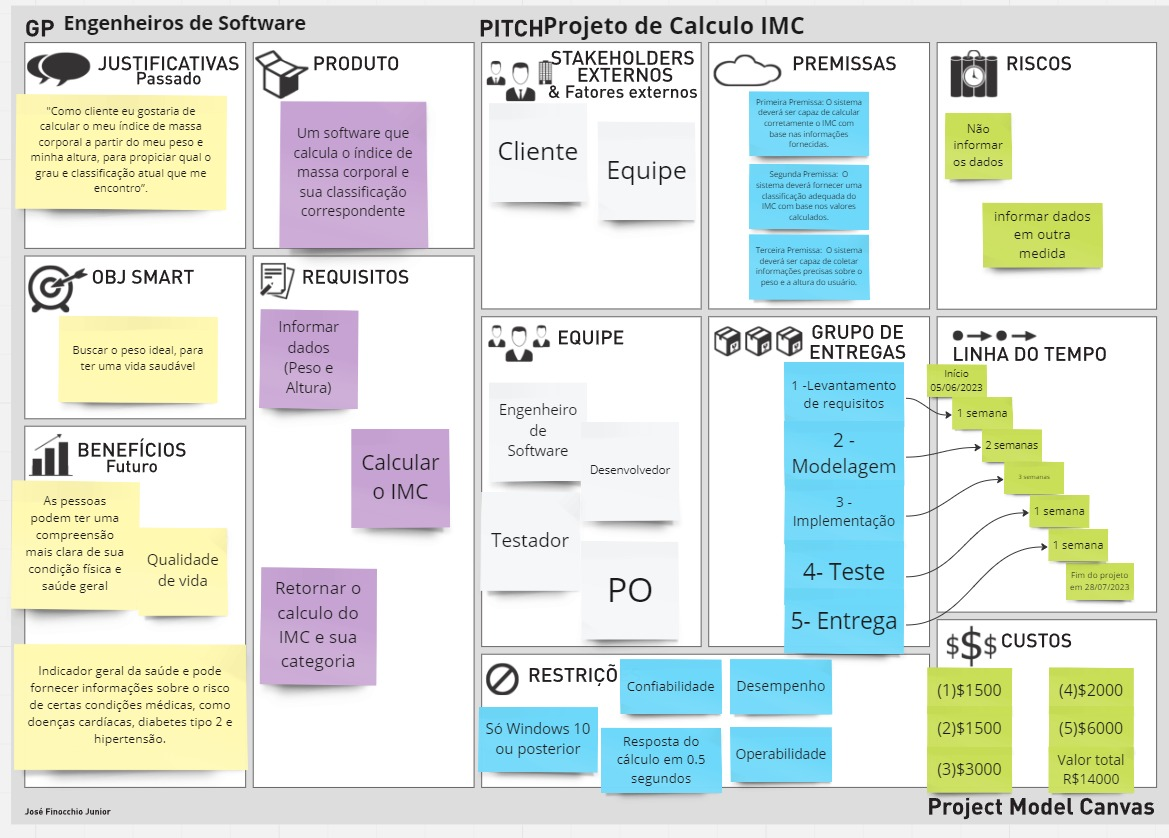 GP Engenheiros de Software
PITCH Projeto de Calculo IMC
JUSTIFICATIVAS
Passado
"Como cliente eu gostaria de
calcular o meu índice de massa
corporal a partir do meu peso e
minha altura, para propiciar qual o
grau e classificação atual que me
encontro".
PRODUTO
Um software que
calcula o índice de
massa corporal e
sua classificação
correspondente
STAKEHOLDERS
EXTERNOS
& Fatores externos
Cliente
Equipe
PREMISSAS
Primeira Premissa: O sistema
deverá ser capaz de calcular
corretamente o IMC com
base nas informações
fornecidas.
Segunda Premissa: O
sistema deverá fornecer uma
classificação adequada do
IMC com base nos valores
calculados.
Terceira Premissa: O sistema
deverá ser capaz de coletar
informações precisas sobre o
peso e a altura do usuário.
RISCOS
Não
informar
os dados
informar dados
em outra
medida
OBJ SMART
Buscar o peso ideal, para
ter uma vida saudável
REQUISITOS
Informar
dados
(Peso e
Altura)
Calcular
o IMC
Retornar o
calculo do
IMC e sua
categoria
BENEFÍCIOS
Futuro
As pessoas
podem ter uma
compreensão
mais clara de sua
condição física e
saúde geral
Qualidade
de vida
Indicador geral da saúde e pode
fornecer informações sobre o risco
de certas condições médicas, como
doenças cardíacas, diabetes tipo 2 e
hipertensão.
EQUIPE
Engenheiro
de
Software
Desenvolvedor
Testador
PO
GRUPO DE
ENTREGAS
1 -Levantamento
de requisitos
2 -
Modelagem
3 -
Implementação
4- Teste
5- Entrega
LINHA DO TEMPO
Início
05/06/2023
1 semana
2 semanas
3 semanas
1 semana
1 semana
Fim do projeto
em 28/07/2023
RESTRIÇÕ
Confiabilidade
Desempenho
Só Windows 10
ou posterior
Resposta do
cálculo em 0.5
segundos
Operabilidade
$$$ CUSTOS
(1)$1500
(2)$1500
(3)$3000
(4)$2000
(5)$6000
Valor total
R$14000
José Finocchio Junior
Project Model Canvas